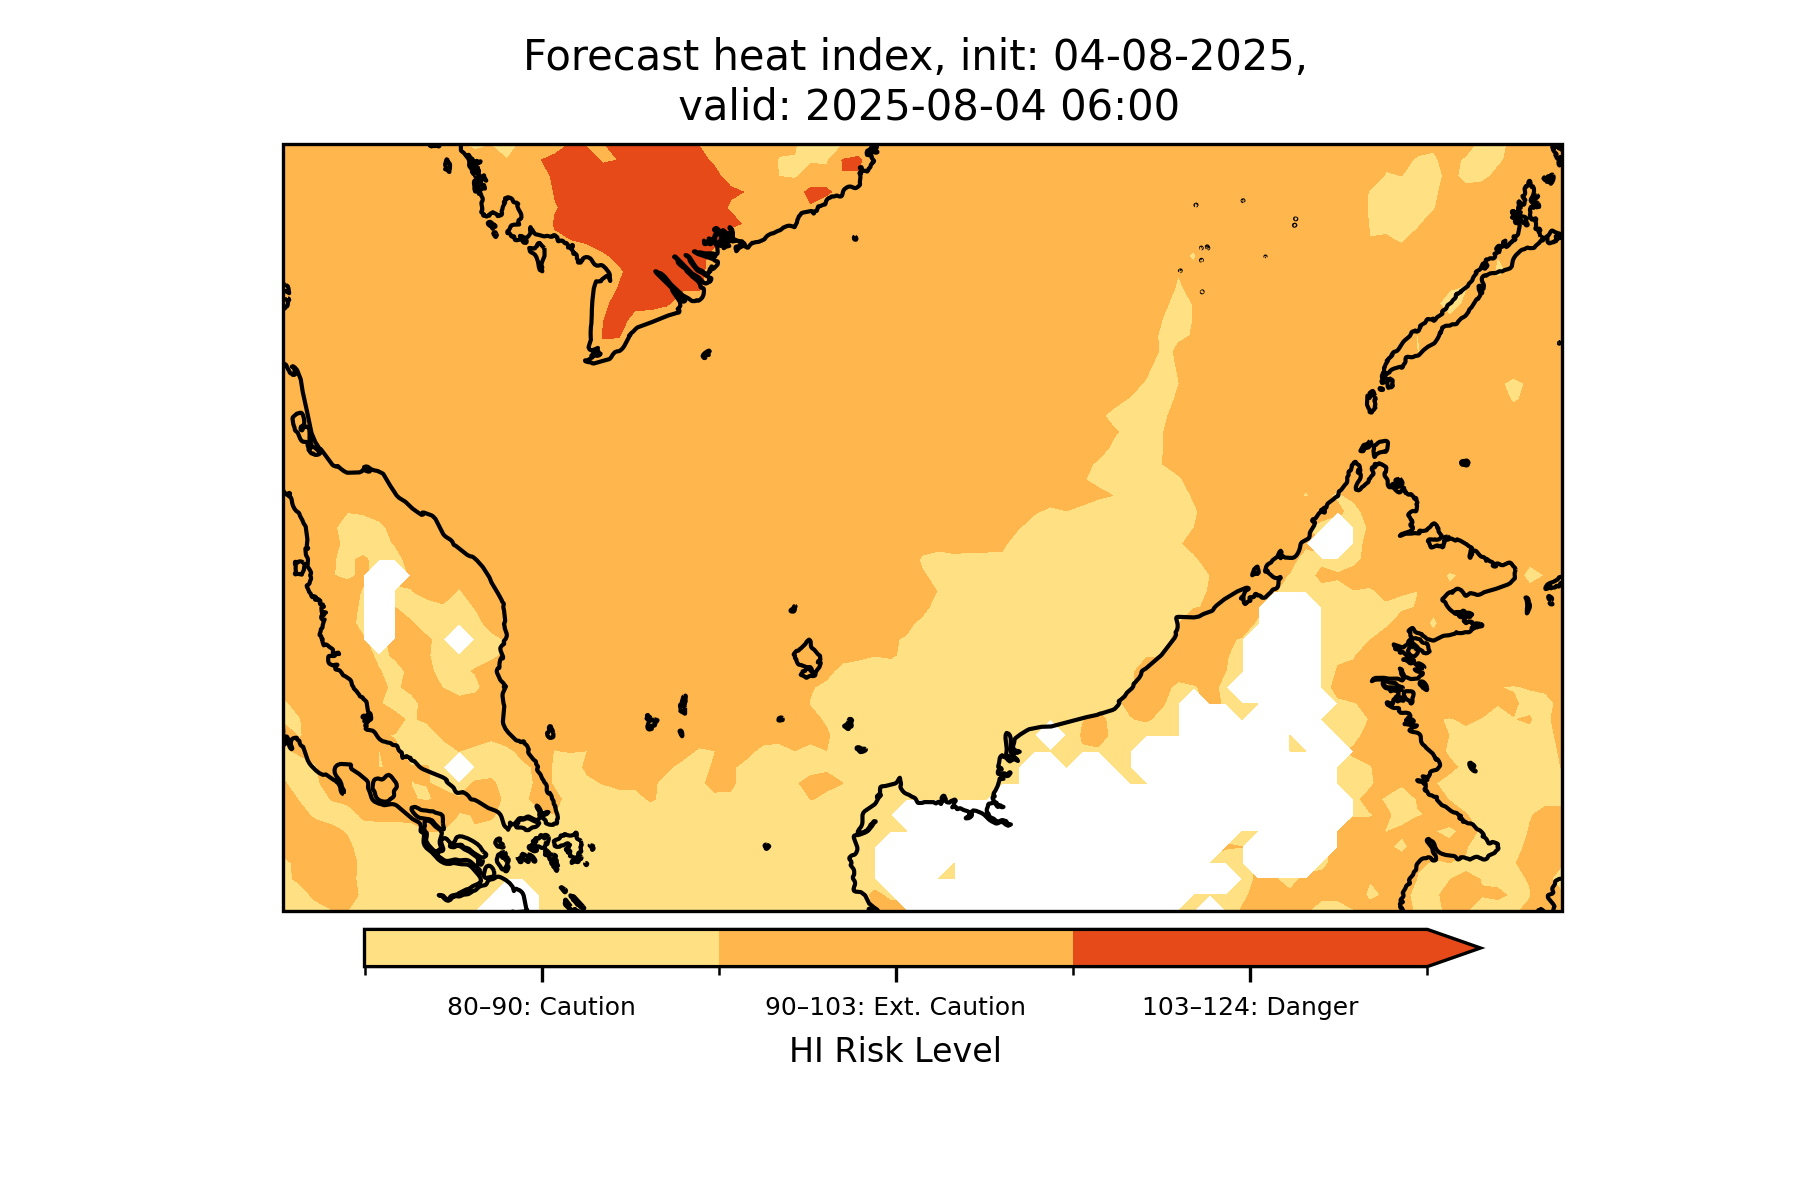 Forecast heat index, init: 04-08-2025,
valid: 2025-08-04 06:00
80–90: Caution
90–103: Ext. Caution
103–124: Danger
HI Risk Level